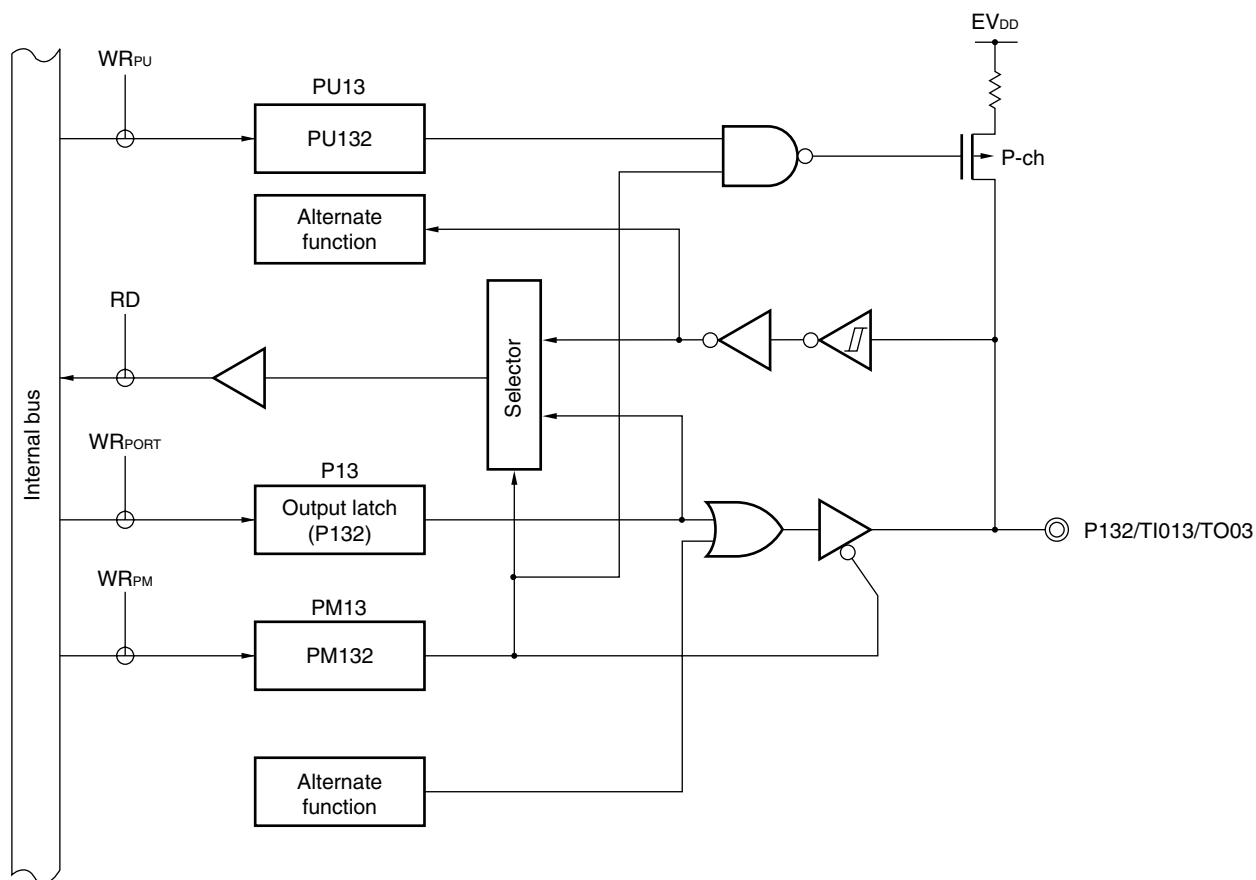 EVDD
WRPU
PU13
PU132
P-ch
Alternate
function
RD
Selector
Internal bus
WRPORT
P13
Output latch
(P132)
P132/TI013/TO03
WRPM
PM13
PM132
Alternate
function